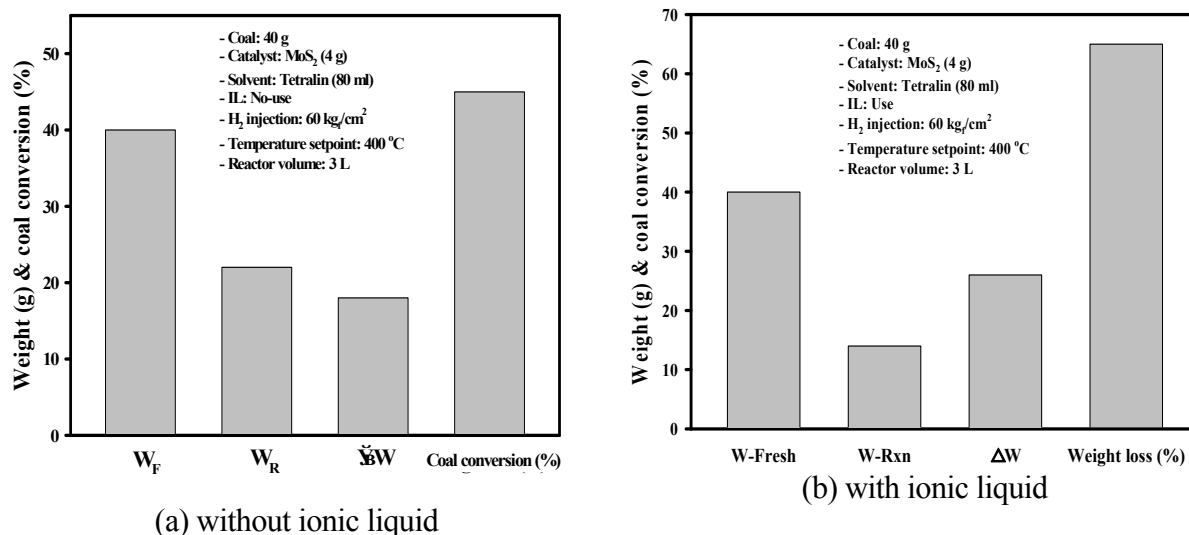 Weight (g) & coal conversion (%)
50
40
30
20
10
0
- Coal: 40 g
- Catalyst: MoS₂ (4 g)
- Solvent: Tetralin (80 ml)
- IL: No-use
- H₂ injection: 60 kg_f/cm²
- Temperature setpoint: 400 °C
- Reactor volume: 3 L
W_F
W_R
W
Coal conversion (%)
(a) without ionic liquid
Weight (g) & coal conversion (%)
70
60
50
40
30
20
10
0
- Coal: 40 g
- Catalyst: MoS₂ (4 g)
- Solvent: Tetralin (80 ml)
- IL: Use
- H₂ injection: 60 kg_f/cm²
- Temperature setpoint: 400 °C
- Reactor volume: 3 L
W-Fresh
W-Rxn
ΔW
Weight loss (%)
(b) with ionic liquid